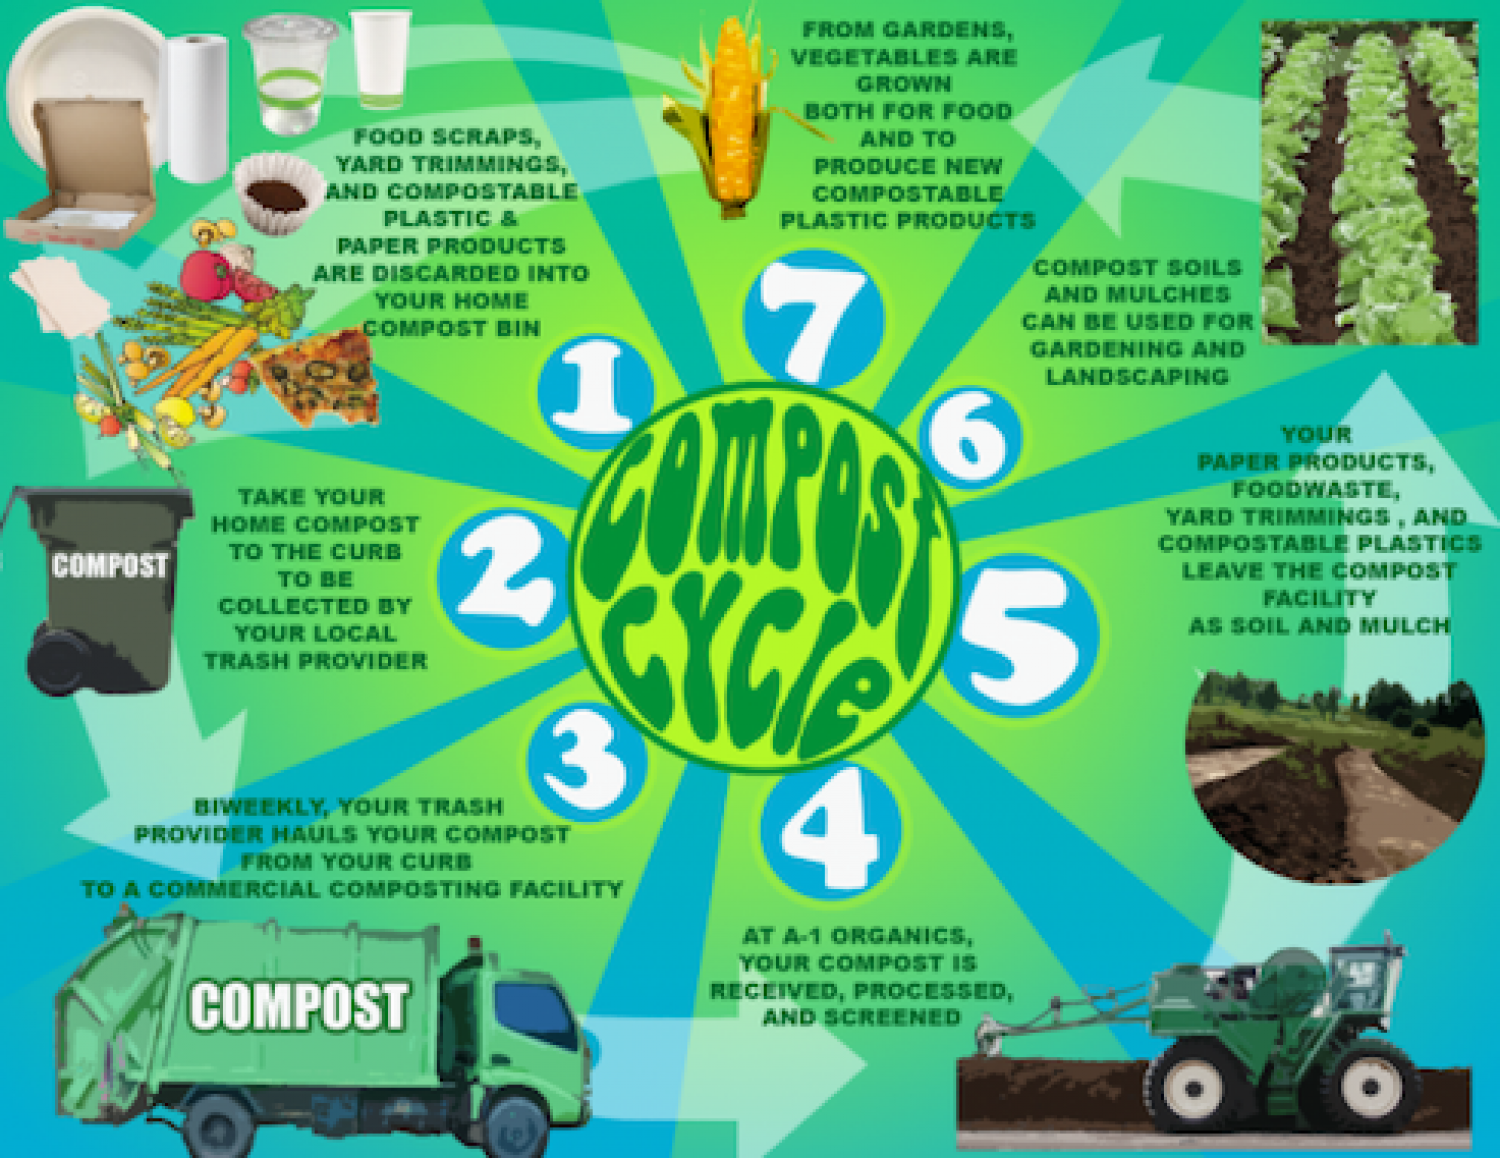 FOOD SCRAPS,
YARD TRIMMINGS,
AND COMPOSTABLE
PLASTIC &
PAPER PRODUCTS
ARE DISCARDED INTO
YOUR HOME
COMPOST BIN
1
TAKE YOUR
HOME COMPOST
TO THE CURB
TO BE
COLLECTED BY
YOUR LOCAL
TRASH PROVIDER
COMPOST
2
BIWEEKLY, YOUR TRASH
PROVIDER HAULS YOUR COMPOST
FROM YOUR CURB
TO A COMMERCIAL COMPOSTING FACILITY
3
COMPOST
AT A-1 ORGANICS,
YOUR COMPOST IS
RECEIVED, PROCESSED,
AND SCREENED
4
YOUR
PAPER PRODUCTS,
FOODWASTE,
YARD TRIMMINGS , AND
COMPOSTABLE PLASTICS
LEAVE THE COMPOST
FACILITY
AS SOIL AND MULCH
5
COMPOST SOILS
AND MULCHES
CAN BE USED FOR
GARDENING AND
LANDSCAPING
6
FROM GARDENS,
VEGETABLES ARE
GROWN
BOTH FOR FOOD
AND TO
PRODUCE NEW
COMPOSTABLE
PLASTIC PRODUCTS
7
COMPOST
CYCle